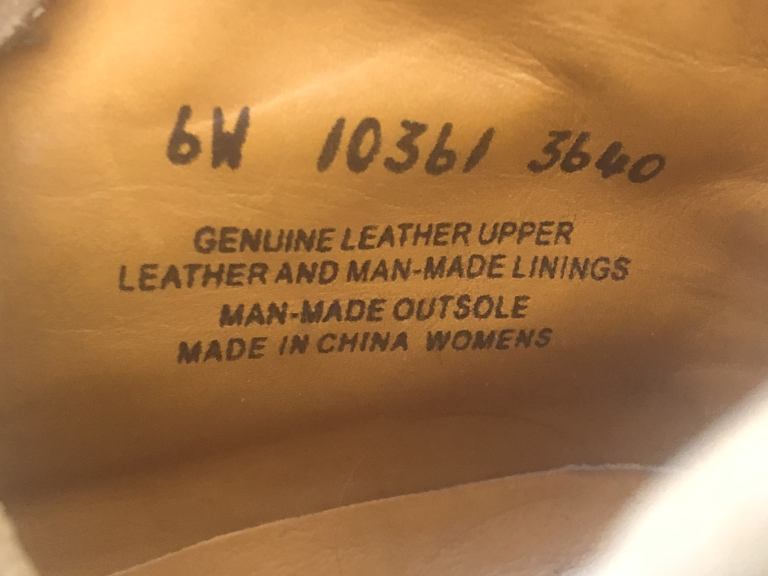 6W 10361 3640
GENUINE LEATHER UPPER
LEATHER AND MAN-MADE LININGS
MAN-MADE OUTSOLE
MADE IN CHINA WOMENS